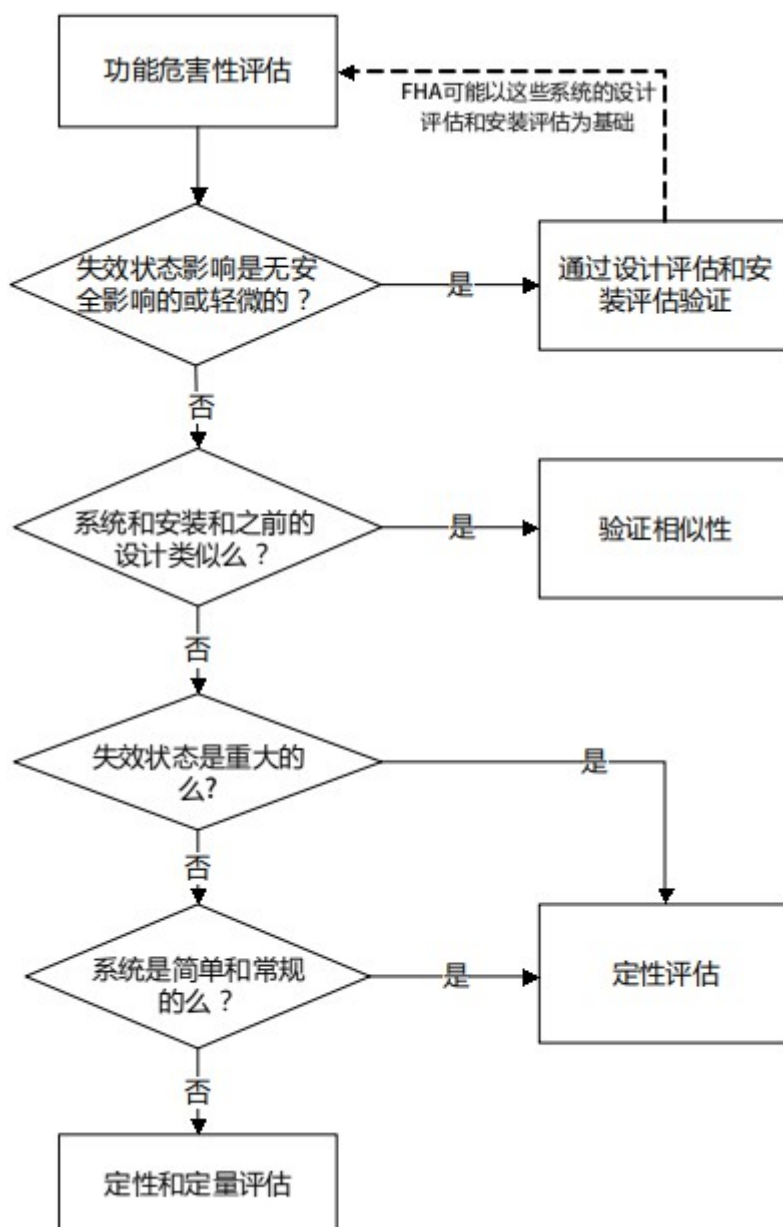 功能危害性评估
FHA可能以这些系统的设计
评估和安装评估为基础
失效状态影响是无安
全影响的或轻微的？
是
通过设计评估和安
装评估验证
否
系统和安装和之前的
设计类似么？
是
验证相似性
否
失效状态是重大的
么?
是
否
系统是简单和常规
的么？
是
定性评估
否
定性和定量评估